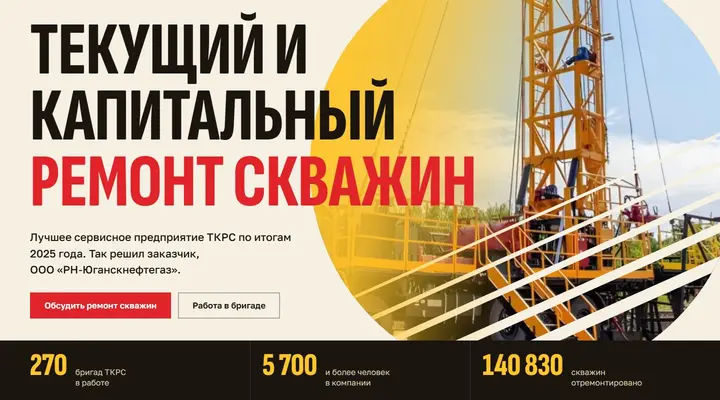 ТЕКУЩИЙ И
КАПИТАЛЬНЫЙ
РЕМОНТ СКВАЖИН
Лучшее сервисное предприятие ТКРС по итогам
2025 года. Так решил заказчик,
ООО «РН-Юганскнефтегаз».
Обсудить ремонт скважин
Работа в бригаде
270
бригад ТКРС
в работе
5 700
и более человек
в компании
140 830
скважин
отремонтировано